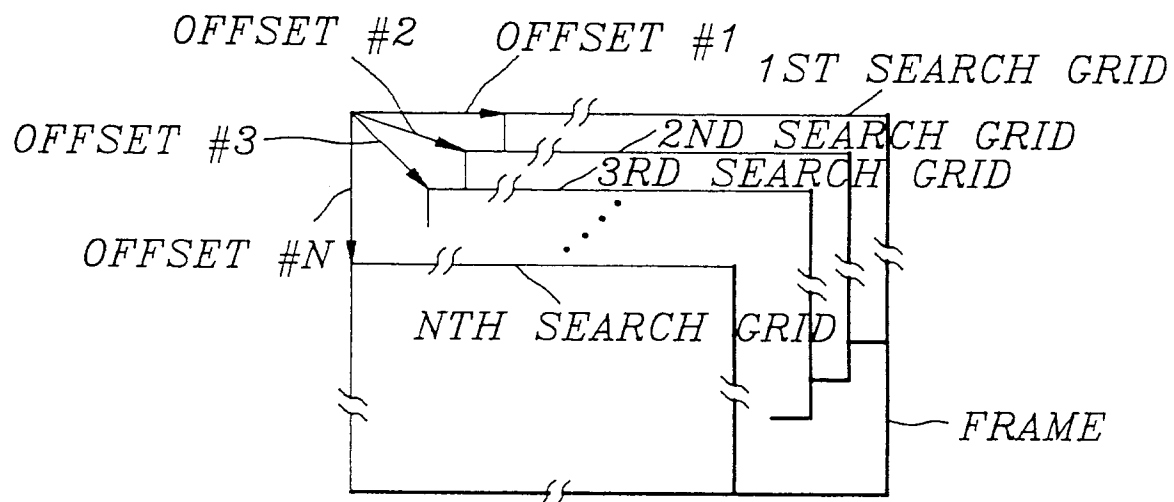 OFFSET #2
OFFSET #1
1ST SEARCH GRID
OFFSET #3
2ND SEARCH GRID
3RD SEARCH GRID
OFFSET #N
NTH SEARCH GRID
FRAME